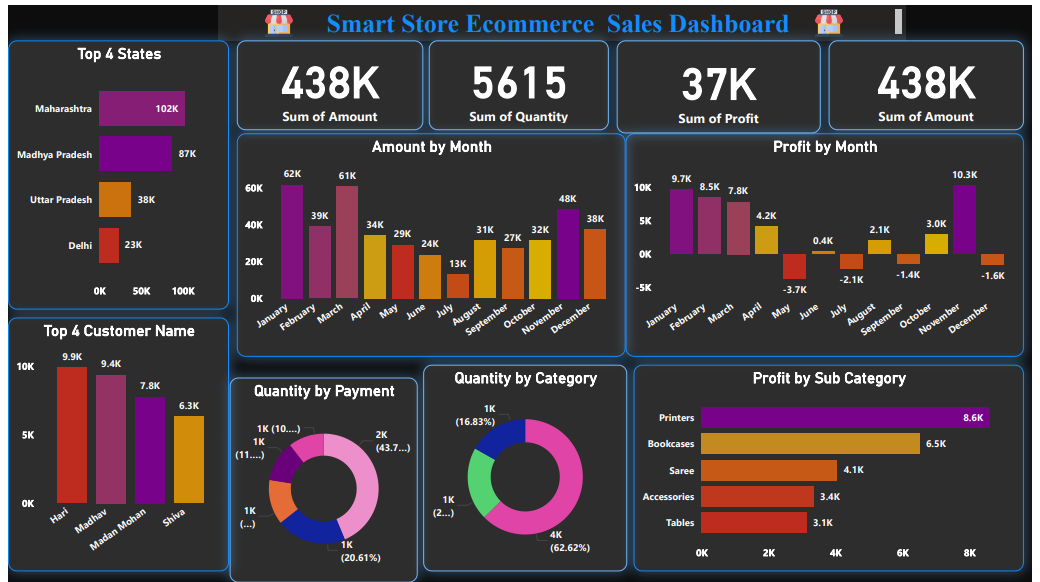 SHOP
Smart Store Ecommerce Sales Dashboard
SHOP
Top 4 States
Maharashtra 102K
Madhya Pradesh 87K
Uttar Pradesh 38K
Delhi 23K
0K 50K 100K
438K
Sum of Amount
5615
Sum of Quantity
37K
Sum of Profit
438K
Sum of Amount
Amount by Month
60K
40K
20K
0K
62K 39K 61K 34K 29K 24K 13K 31K 27K 32K 48K 38K
January February March April May June July August September October November December
Profit by Month
10K
5K
0K
-5K
9.7K 8.5K 7.8K 4.2K -3.7K 0.4K -2.1K 2.1K -1.4K 3.0K 10.3K -1.6K
January February March April May June July August September October November December
Top 4 Customer Name
10K
5K
0K
9.9K 9.4K 7.8K 6.3K
Hari Madhav Madan Mohan Shiva
Quantity by Payment
2K
(43.7...)
1K
(20.61%)
1K
(...)
1K
(11....)
1K (10....)
Quantity by Category
4K
(62.62%)
1K
(2...)
1K
(16.83%)
Profit by Sub Category
Printers 8.6K
Bookcases 6.5K
Saree 4.1K
Accessories 3.4K
Tables 3.1K
0K 2K 4K 6K 8K